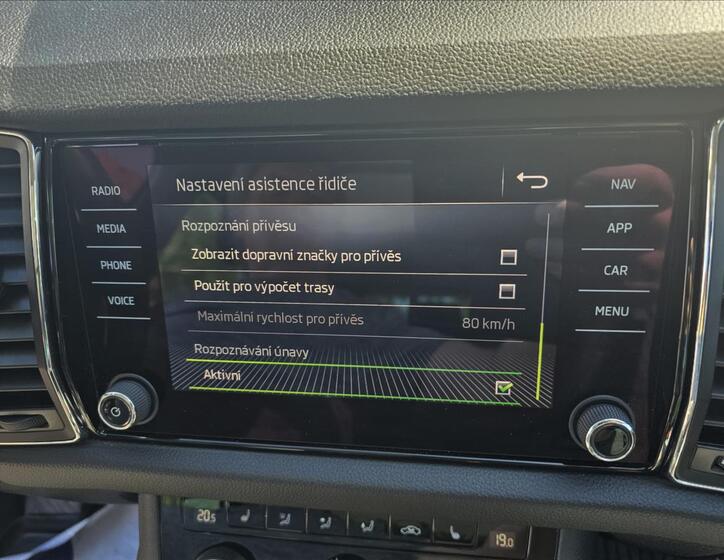 Nastavení asistence řidiče
RADIO
MEDIA
PHONE
VOICE
Rozpoznání přívěsu
Zobrazit dopravní značky pro přívěs
Použít pro výpočet trasy
Maximální rychlost pro přívěs 80 km/h
Rozpoznávání únavy
Aktivní
NAV
APP
CAR
MENU
20.5
19.0